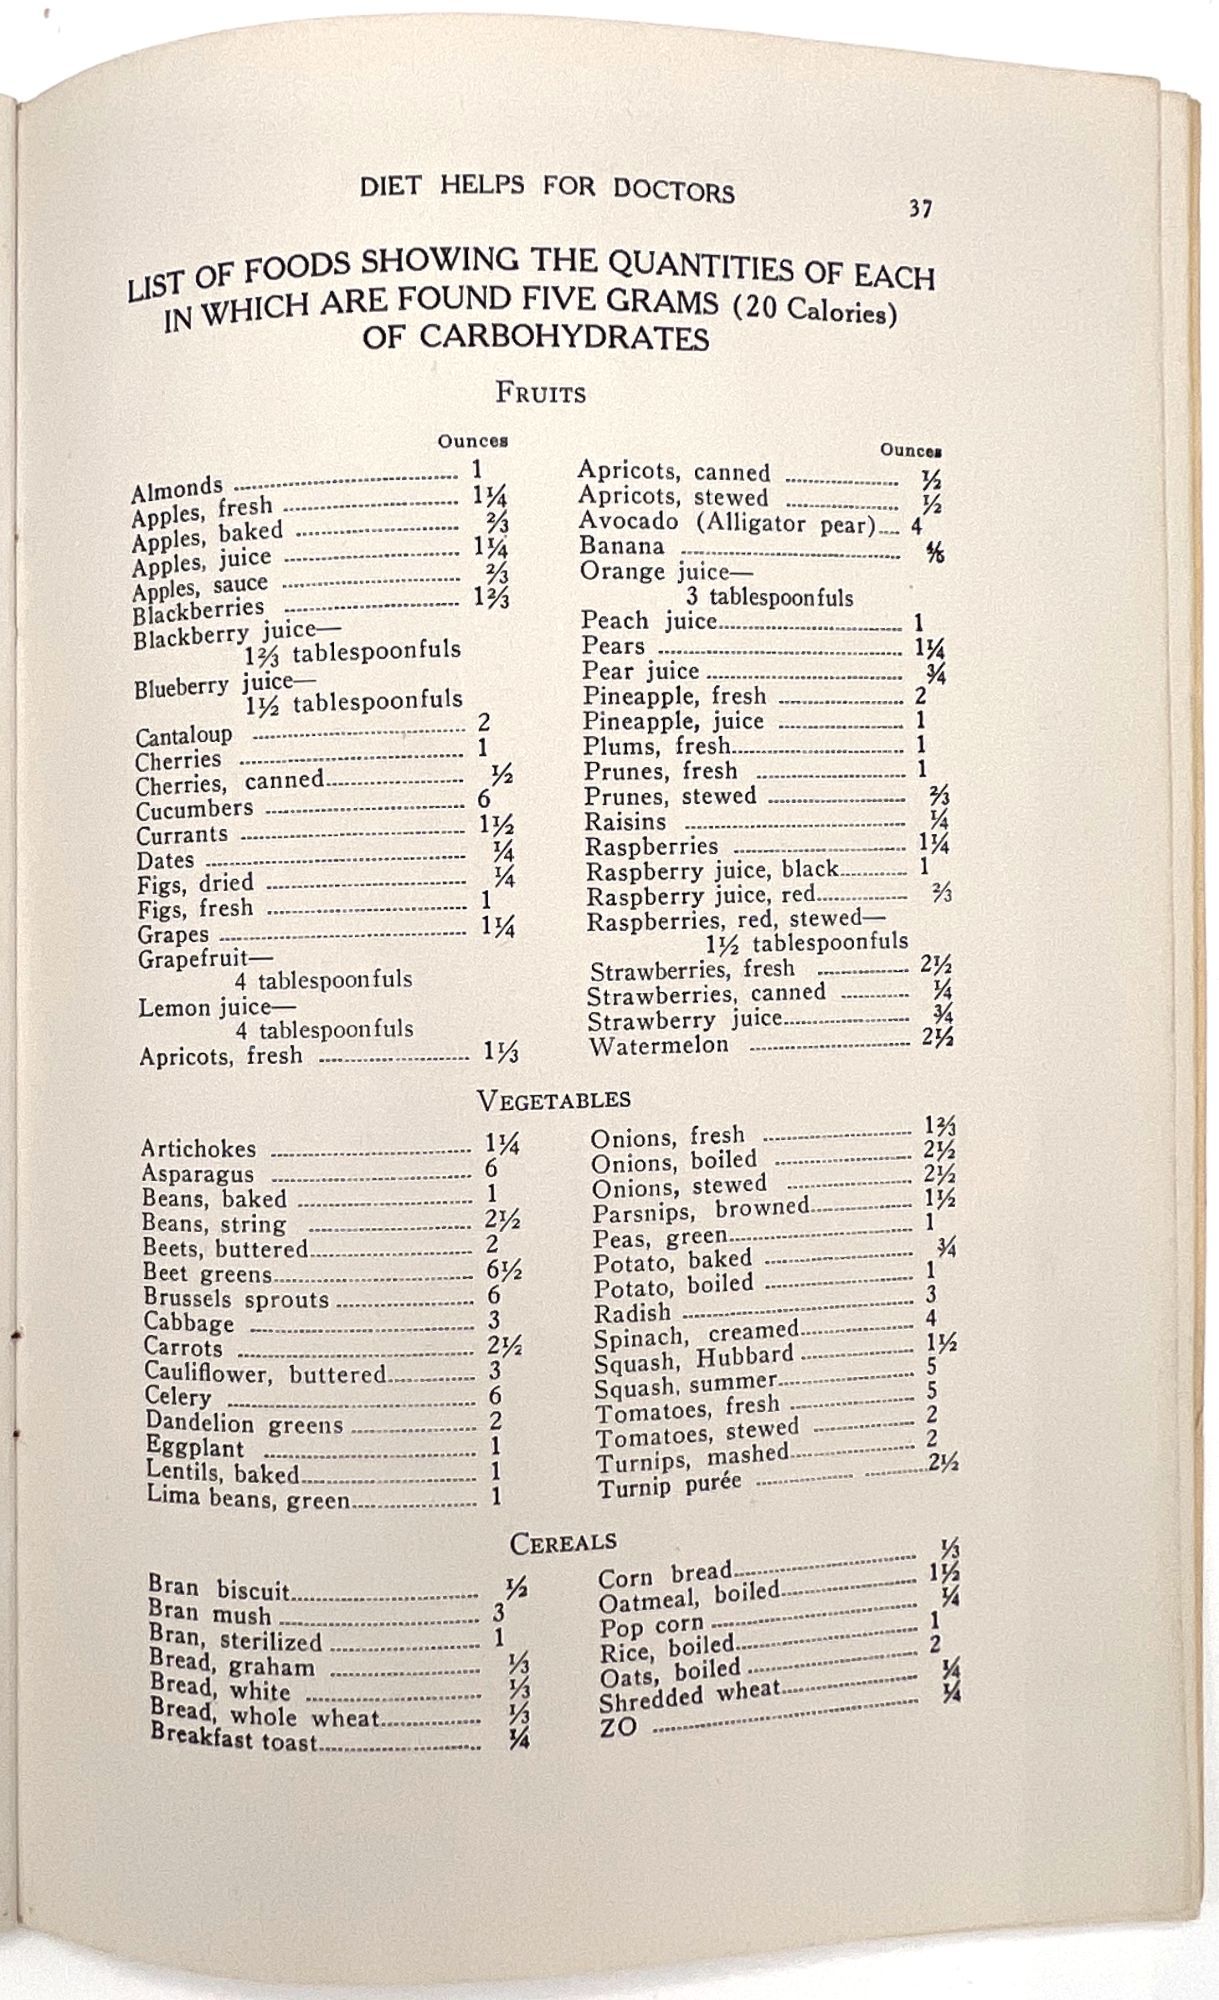 DIET HELPS FOR DOCTORS
37
LIST OF FOODS SHOWING THE QUANTITIES OF EACH
IN WHICH ARE FOUND FIVE GRAMS (20 Calories)
OF CARBOHYDRATES
FRUITS
Ounces
Almonds 1
Apples, fresh 1¼
Apples, baked ⅔
Apples, juice 1¼
Apples, sauce ⅔
Blackberries 1⅔
Blackberry juice—
1⅔ tablespoonfuls
Blueberry juice—
1½ tablespoonfuls
Cantaloup 2
Cherries 1
Cherries, canned ½
Cucumbers 6
Currants 1½
Dates ¼
Figs, dried ¼
Figs, fresh 1
Grapes 1¼
Grapefruit—
4 tablespoonfuls
Lemon juice—
4 tablespoonfuls
Apricots, fresh 1⅓
Ounces
Apricots, canned ½
Apricots, stewed ½
Avocado (Alligator pear) 4
Banana ⅘
Orange juice—
3 tablespoonfuls
Peach juice 1
Pears 1¼
Pear juice ¾
Pineapple, fresh 2
Pineapple, juice 1
Plums, fresh 1
Prunes, fresh 1
Prunes, stewed ⅔
Raisins ¼
Raspberries 1¼
Raspberry juice, black 1
Raspberry juice, red ⅔
Raspberries, red, stewed—
1½ tablespoonfuls
Strawberries, fresh 2½
Strawberries, canned ¼
Strawberry juice ¾
Watermelon 2½
VEGETABLES
Artichokes 1¼
Asparagus 6
Beans, baked 1
Beans, string 2½
Beets, buttered 2
Beet greens 6½
Brussels sprouts 6
Cabbage 3
Carrots 2½
Cauliflower, buttered 3
Celery 6
Dandelion greens 2
Eggplant 1
Lentils, baked 1
Lima beans, green 1
Onions, fresh 1⅔
Onions, boiled 2½
Onions, stewed 2½
Parsnips, browned 1½
Peas, green 1
Potato, baked ¾
Potato, boiled 1
Radish 3
Spinach, creamed 4
Squash, Hubbard 1½
Squash, summer 5
Tomatoes, fresh 5
Tomatoes, stewed 2
Turnips, mashed 2
Turnip purée 2½
CEREALS
Bran biscuit ½
Bran mush 3
Bran, sterilized 1
Bread, graham ⅓
Bread, white ⅓
Bread, whole wheat ⅓
Breakfast toast ¼
Corn bread ⅓
Oatmeal, boiled 1½
Pop corn ¼
Rice, boiled 1
Oats, boiled 2
Shredded wheat ¼
ZO ¼